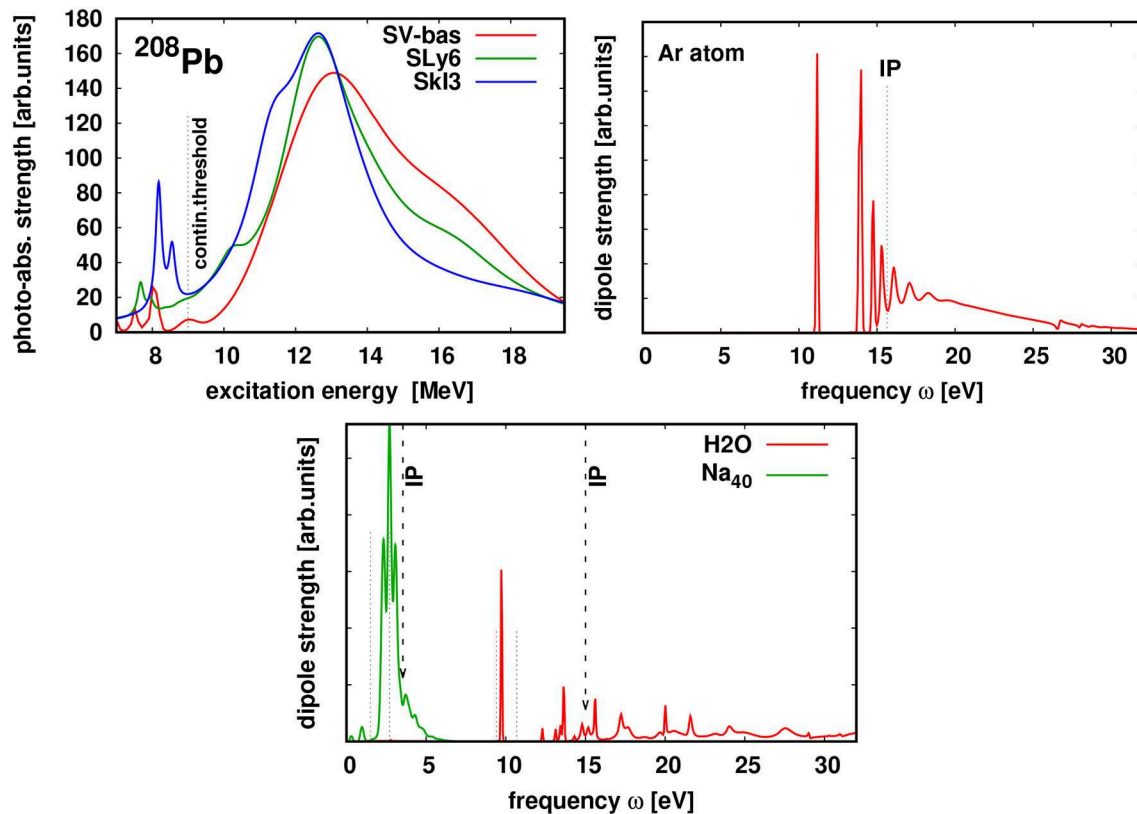 180
160
140
120
100
80
60
40
20
0
photo-abs. strength [arb.units]
208Pb
SV-bas
SLy6
SkI3
contin.threshold
8 10 12 14 16 18
excitation energy [MeV]
dipole strength [arb.units]
Ar atom
IP
0 5 10 15 20 25 30
frequency ω [eV]
dipole strength [arb.units]
H2O
Na40
IP
IP
0 5 10 15 20 25 30
frequency ω [eV]